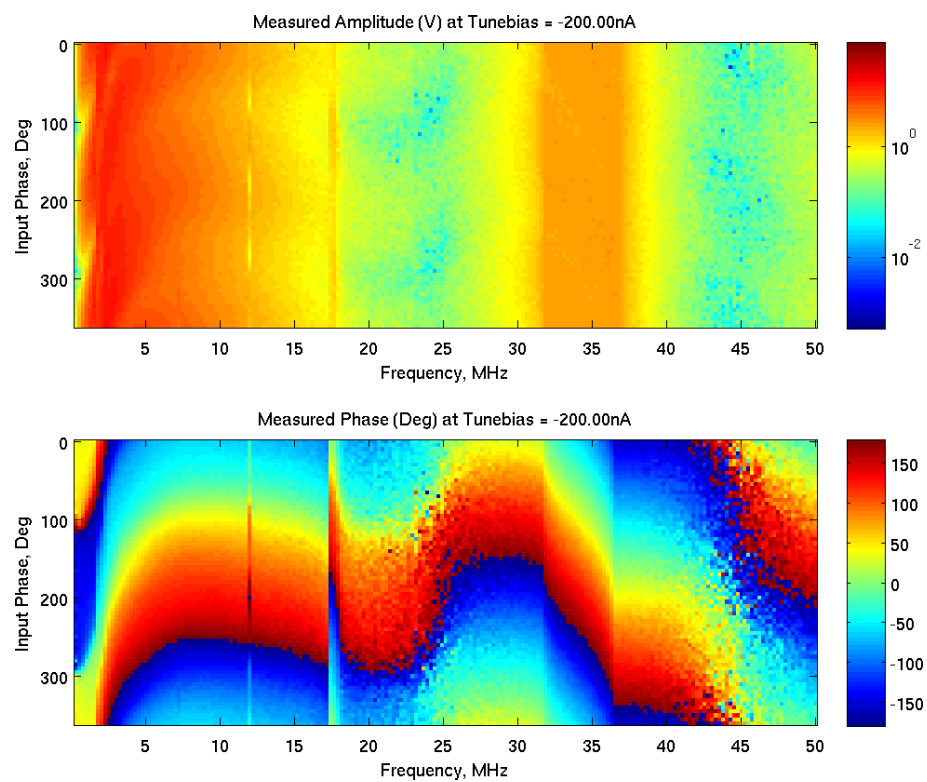 Measured Amplitude (V) at Tunebias = -200.00nA
0
100
200
300
Input Phase, Deg
5 10 15 20 25 30 35 40 45 50
Frequency, MHz
10 0
10 -2
Measured Phase (Deg) at Tunebias = -200.00nA
0
100
200
300
Input Phase, Deg
5 10 15 20 25 30 35 40 45 50
Frequency, MHz
150
100
50
-0
-50
-100
-150